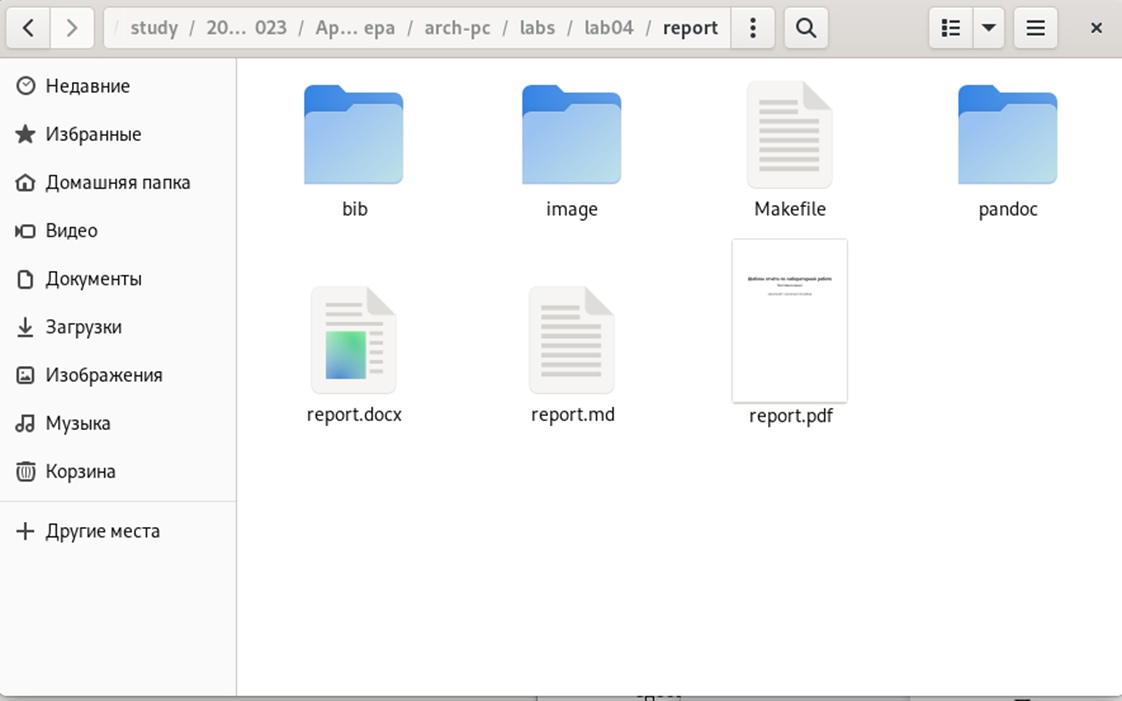 study / 20... 023 / Ap... ера / arch-pc / labs / lab04 / report
Недавние
Избранные
Домашняя папка
Видео
Документы
Загрузки
Изображения
Музыка
Корзина
Другие места
bib
image
Makefile
pandoc
report.docx
report.md
report.pdf